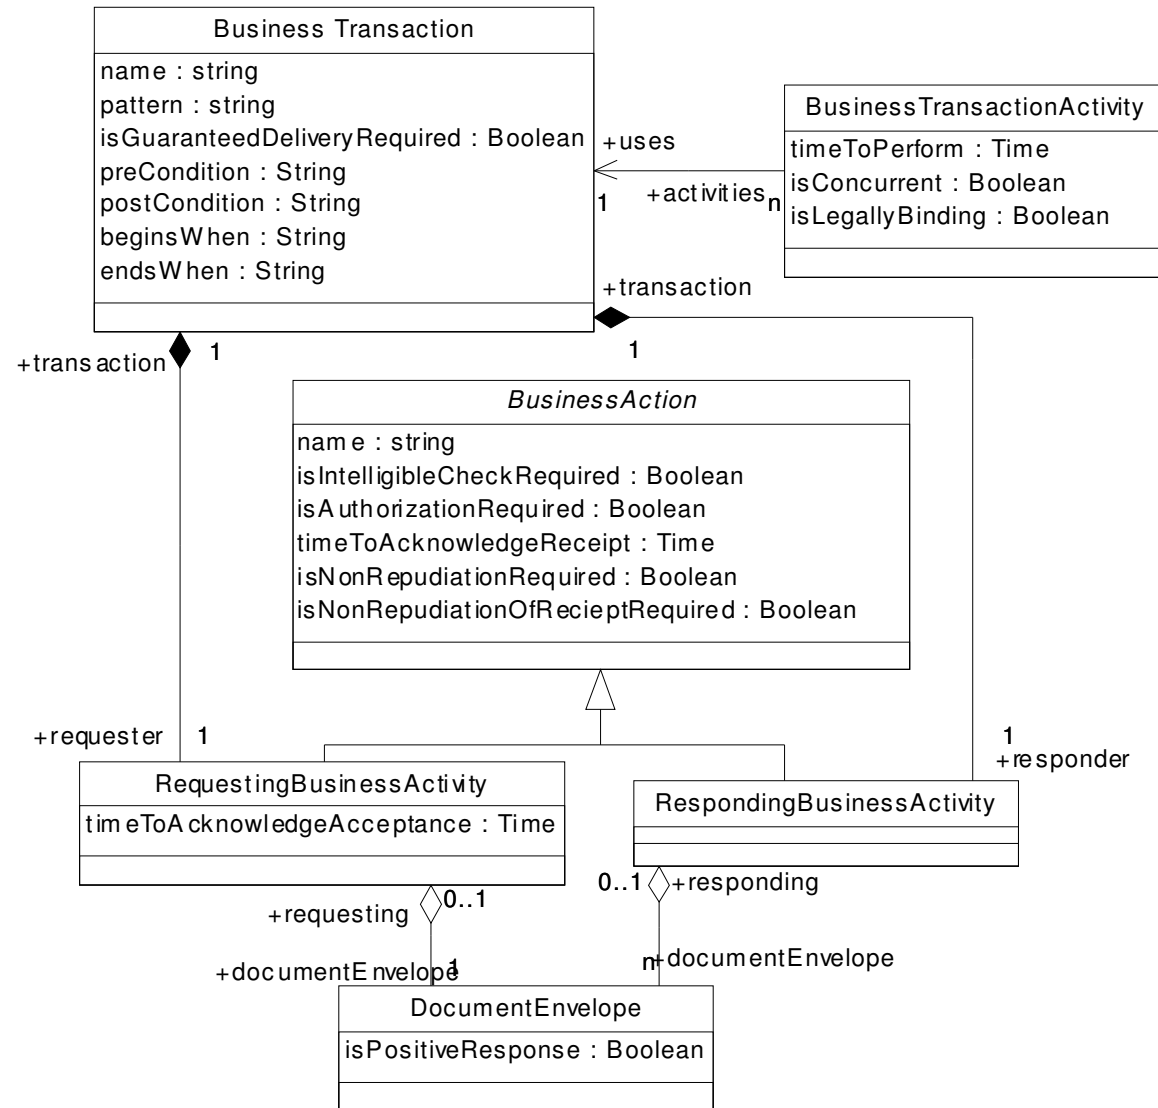 Business Transaction
name : string
pattern : string
isGuaranteedDeliveryRequired : Boolean
preCondition : String
postCondition : String
beginsWhen : String
endsWhen : String
BusinessTransactionActivity
timeToPerform : Time
isConcurrent : Boolean
isLegallyBinding : Boolean
+uses
1
+activities
n
+transaction
1
+transaction
1
BusinessAction
name : string
isIntelligibleCheckRequired : Boolean
isAuthorizationRequired : Boolean
timeToAcknowledgeReceipt : Time
isNonRepudiationRequired : Boolean
isNonRepudiationOfRecieptRequired : Boolean
+requester
1
1
+responder
RequestingBusinessActivity
timeToAcknowledgeAcceptance : Time
RespondingBusinessActivity
0..1
+requesting
0..1
+responding
+documentEnvelope
1
n
+documentEnvelope
DocumentEnvelope
isPositiveResponse : Boolean